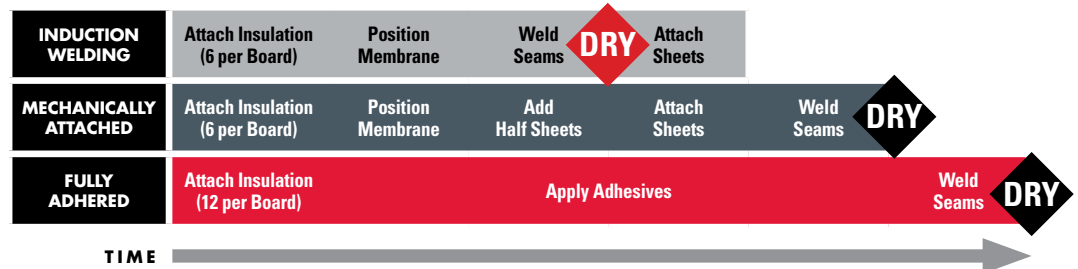 INDUCTION
WELDING
Attach Insulation
(6 per Board)
Position
Membrane
Weld
Seams
DRY
Attach
Sheets
MECHANICALLY
ATTACHED
Attach Insulation
(6 per Board)
Position
Membrane
Add
Half Sheets
Attach
Sheets
Weld
Seams
DRY
FULLY
ADHERED
Attach Insulation
(12 per Board)
Apply Adhesives
Weld
Seams
DRY
TIME